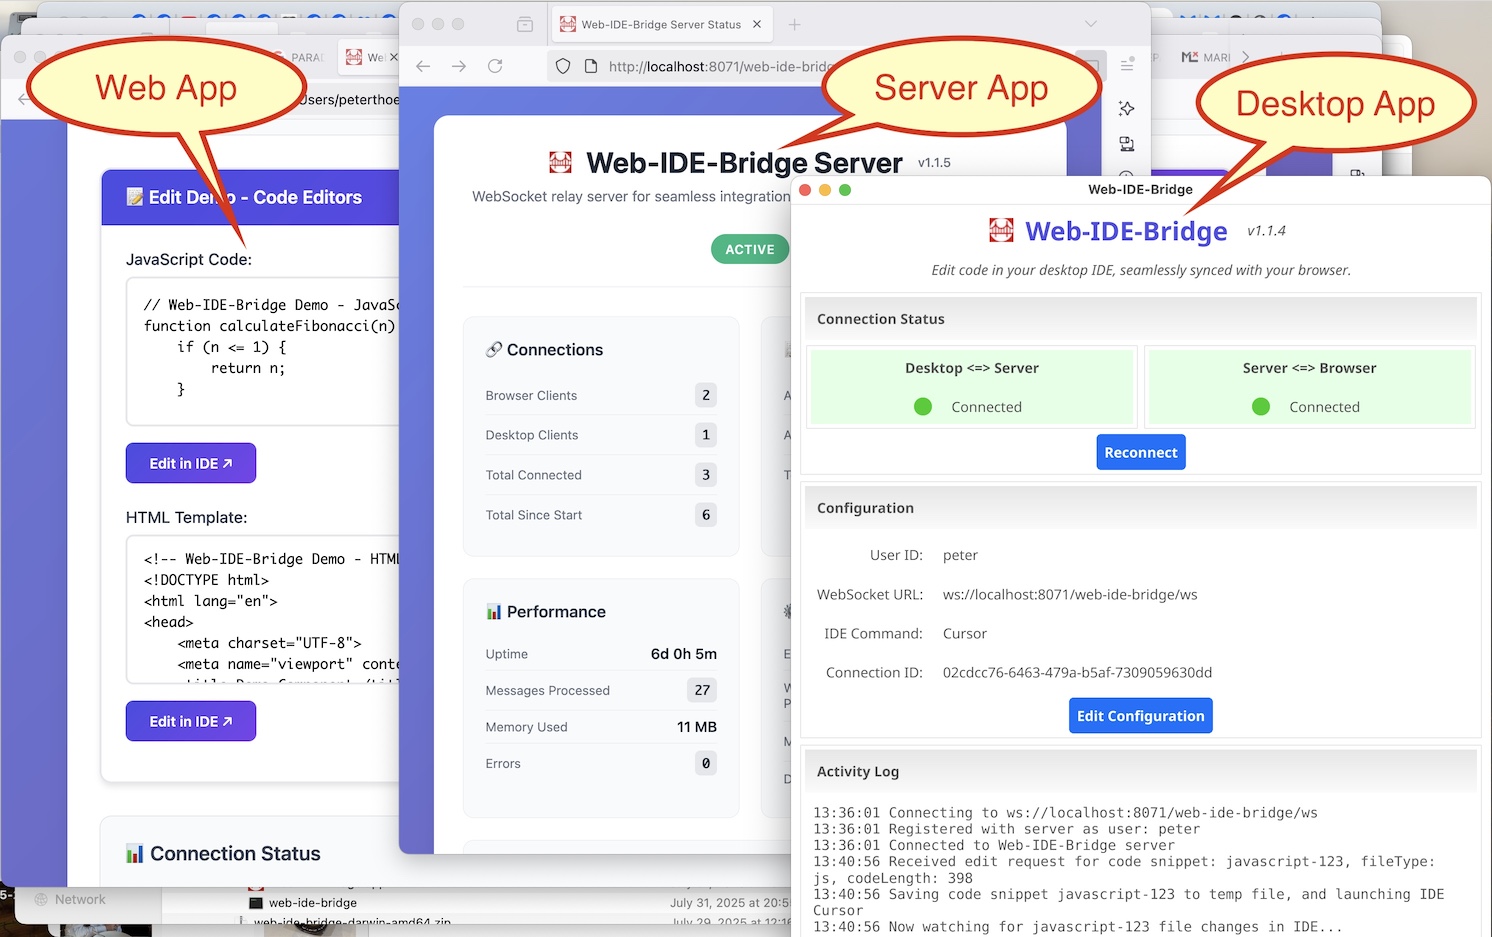 Web App
Server App
Desktop App
Web-IDE-Bridge Server Status
PARA
MARI
Users/peterthoe
http://localhost:8071/web-ide-bridg
Edit Demo - Code Editors
JavaScript Code:
// Web-IDE-Bridge Demo - JavaSc
function calculateFibonacci(n)
if (n <= 1) {
return n;
}
Edit in IDE ↗
HTML Template:
<!-- Web-IDE-Bridge Demo - HTML
<!DOCTYPE html>
<html lang="en">
<head>
<meta charset="UTF-8">
<meta name="viewport" conte
Edit in IDE ↗
Connection Status
Network
web-ide-bridge
July 31, 2025 at 20:5
web-ide-bridge-darwin-amd64.zip
July 29, 2025 at 12:16
Web-IDE-Bridge Server v1.1.5
WebSocket relay server for seamless integration
ACTIVE
Connections
Browser Clients 2
Desktop Clients 1
Total Connected 3
Total Since Start 6
Performance
Uptime 6d 0h 5m
Messages Processed 27
Memory Used 11 MB
Errors 0
Web-IDE-Bridge
Web-IDE-Bridge v1.1.4
Edit code in your desktop IDE, seamlessly synced with your browser.
Connection Status
Desktop <=> Server
Connected
Server <=> Browser
Connected
Reconnect
Configuration
User ID: peter
WebSocket URL: ws://localhost:8071/web-ide-bridge/ws
IDE Command: Cursor
Connection ID: 02cdcc76-6463-479a-b5af-7309059630dd
Edit Configuration
Activity Log
13:36:01 Connecting to ws://localhost:8071/web-ide-bridge/ws
13:36:01 Registered with server as user: peter
13:36:01 Connected to Web-IDE-Bridge server
13:40:56 Received edit request for code snippet: javascript-123, fileType:
js, codeLength: 398
13:40:56 Saving code snippet javascript-123 to temp file, and launching IDE
Cursor
13:40:56 Now watching for javascript-123 file changes in IDE...